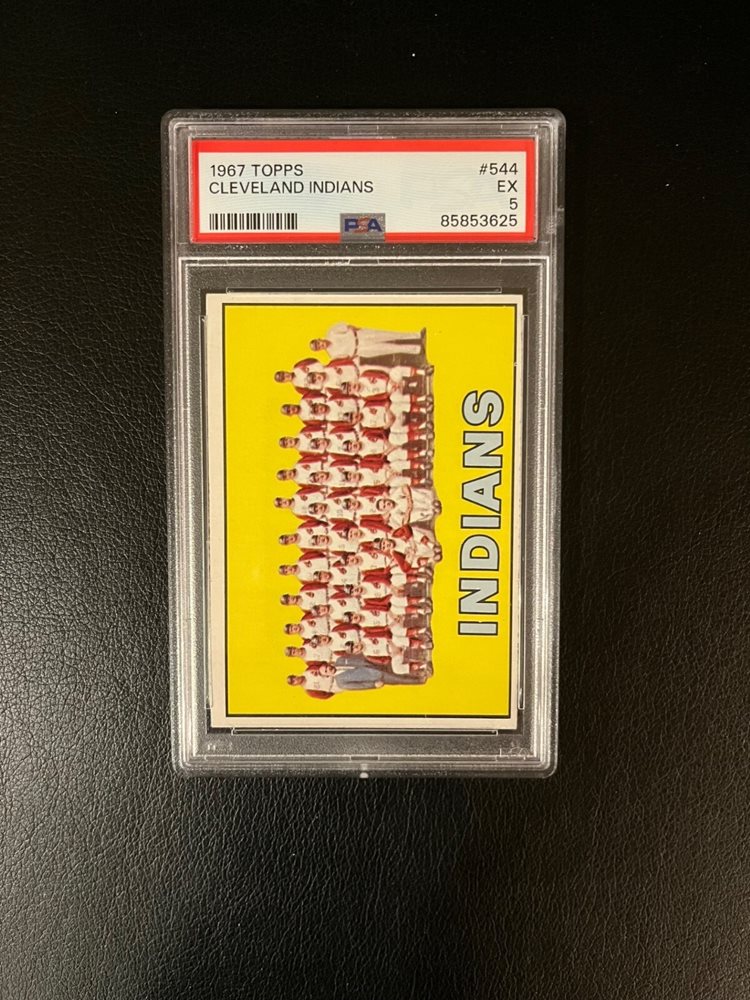 1967 TOPPS #544
CLEVELAND INDIANS EX
5
PSA 85853625
INDIANS